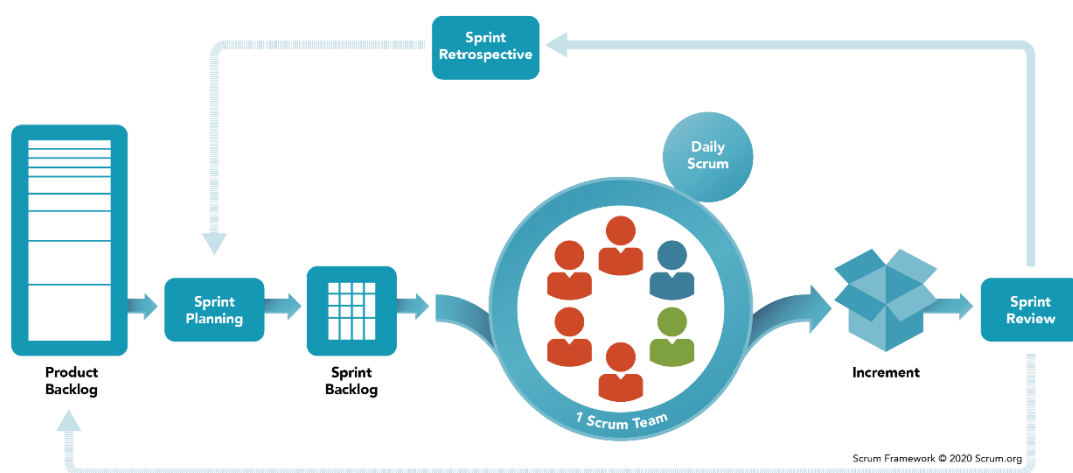 Sprint
Retrospective
Daily
Scrum
Sprint
Planning
Sprint
Review
Product
Backlog
Sprint
Backlog
1 Scrum Team
Increment
Scrum Framework © 2020 Scrum.org